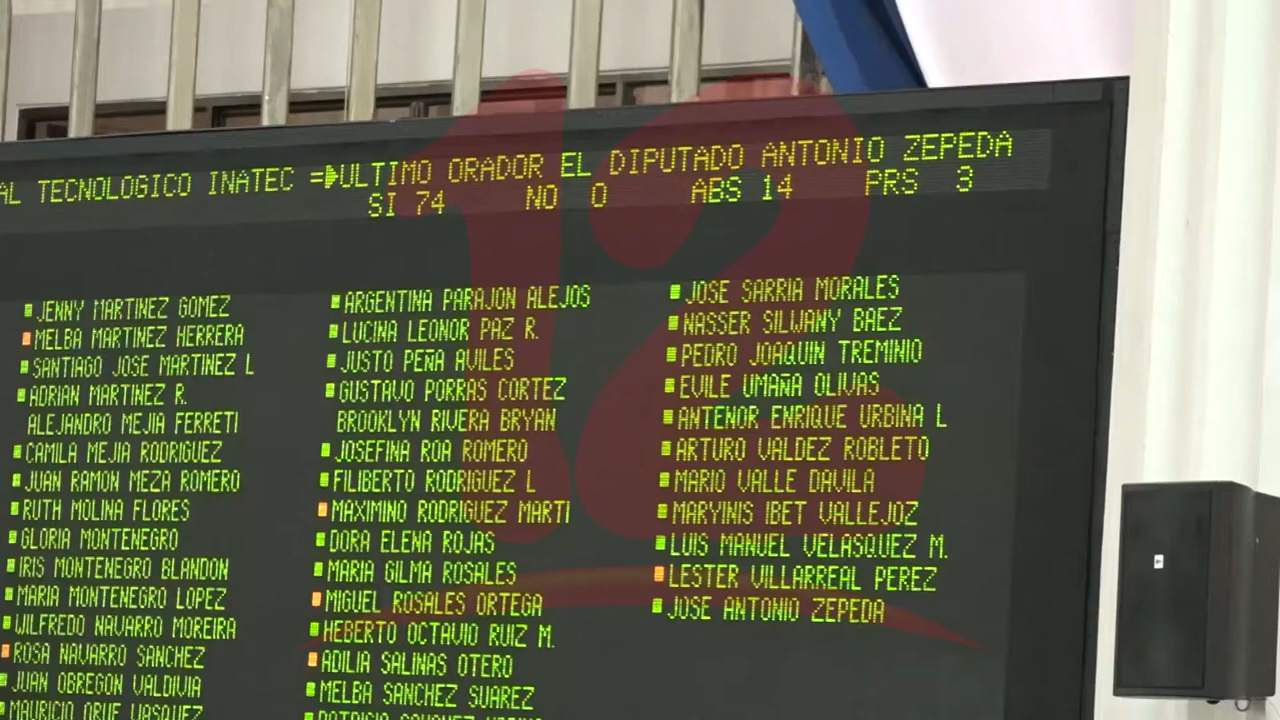 AL TECNOLOGICO INATEC =►ULTIMO ORADOR EL DIPUTADO ANTONIO ZEPEDA
SI 74 NO 0 ABS 14 PRS 3
JENNY MARTINEZ GOMEZ
MELBA MARTINEZ HERRERA
SANTIAGO JOSE MARTINEZ L
ADRIAN MARTINEZ R.
ALEJANDRO MEJIA FERRETI
CAMILA MEJIA RODRIGUEZ
JUAN RAMON MEZA ROMERO
RUTH MOLINA FLORES
GLORIA MONTENEGRO
IRIS MONTENEGRO BLANDON
MARIA MONTENEGRO LOPEZ
WILFREDO NAVARRO MOREIRA
ROSA NAVARRO SANCHEZ
JUAN OBREGON VALDIVIA
MAURICIO ORUE VASQUEZ
ARGENTINA PARAJON ALEJOS
LUCINA LEONOR PAZ R.
JUSTO PEÑA AVILES
GUSTAVO PORRAS CORTEZ
BROOKLYN RIVERA BRYAN
JOSEFINA ROA ROMERO
FILIBERTO RODRIGUEZ L
MAXIMINO RODRIGUEZ MARTI
DORA ELENA ROJAS
MARIA GILMA ROSALES
MIGUEL ROSALES ORTEGA
HEBERTO OCTAVIO RUIZ M.
ADILIA SALINAS OTERO
MELBA SANCHEZ SUAREZ
JOSE SARRIA MORALES
NASSER SILWANY BAEZ
PEDRO JOAQUIN TREMINIO
EVILE UMAÑA OLIVAS
ANTENOR ENRIQUE URBINA L
ARTURO VALDEZ ROBLETO
MARIO VALLE DAVILA
MARYINIS IBET VALLEJOZ
LUIS MANUEL VELASQUEZ M.
LESTER VILLARREAL PEREZ
JOSE ANTONIO ZEPEDA
12